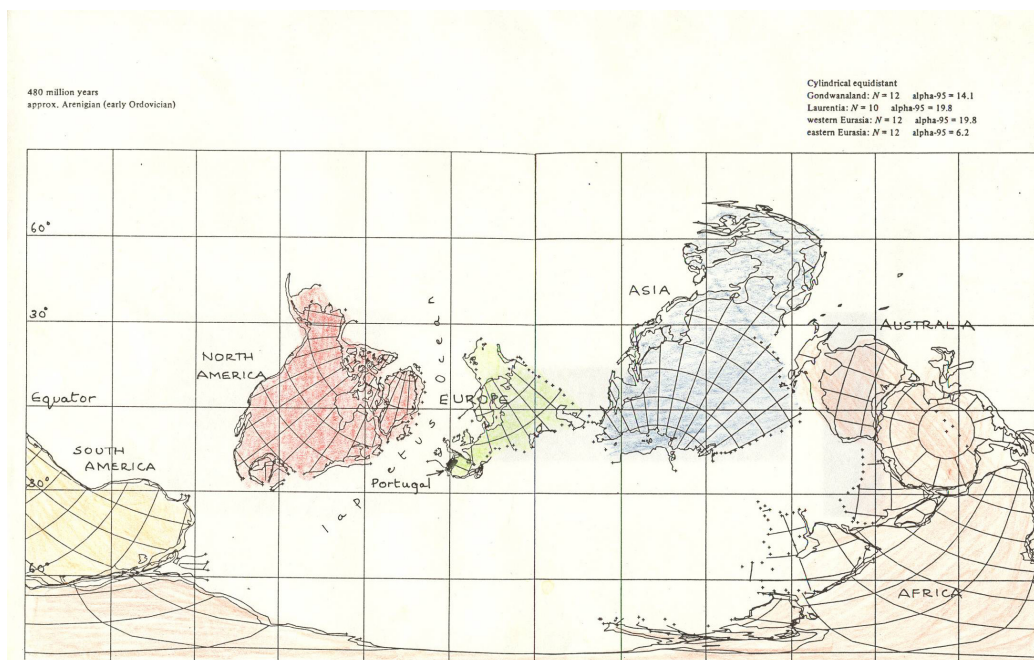 480 million years
approx. Arenigian (early Ordovician)
Cylindrical equidistant
Gondwanaland: N = 12 alpha-95 = 14.1
Laurentia: N = 10 alpha-95 = 19.8
western Eurasia: N = 12 alpha-95 = 19.8
eastern Eurasia: N = 12 alpha-95 = 6.2
60°
ASIA
30°
AUSTRALIA
NORTH
AMERICA
Iapetus Ocean
Equator
EUROPE
SOUTH
AMERICA
Portugal
30°
60°
AFRICA